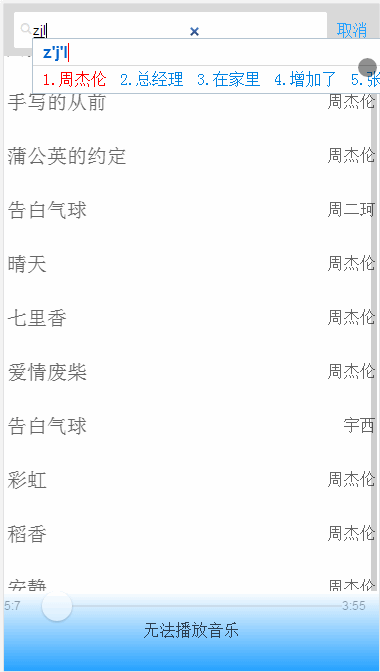 zjl × 取消
z'j'l
1.周杰伦 2.总经理 3.在家里 4.增加了 5.张
手写的从前 周杰伦
蒲公英的约定 周杰伦
告白气球 周二珂
晴天 周杰伦
七里香 周杰伦
爱情废柴 周杰伦
告白气球 宇西
彩虹 周杰伦
稻香 周杰伦
安静 周杰伦
5:7 3:55
无法播放音乐